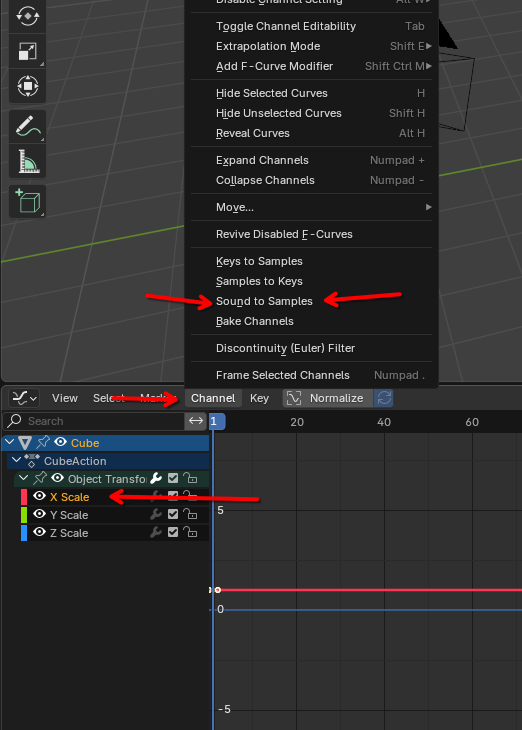 Disable Channel Setting Alt W
Toggle Channel Editability Tab
Extrapolation Mode Shift E
Add F-Curve Modifier Shift Ctrl M
Hide Selected Curves H
Hide Unselected Curves Shift H
Reveal Curves Alt H
Expand Channels Numpad +
Collapse Channels Numpad -
Move...
Revive Disabled F-Curves
Keys to Samples
Samples to Keys
Sound to Samples
Bake Channels
Discontinuity (Euler) Filter
Frame Selected Channels Numpad .
View Select Channel Key Normalize
Search 1 20 40 60
Cube
CubeAction
Object Transfo
X Scale
Y Scale
Z Scale
5
0
-5